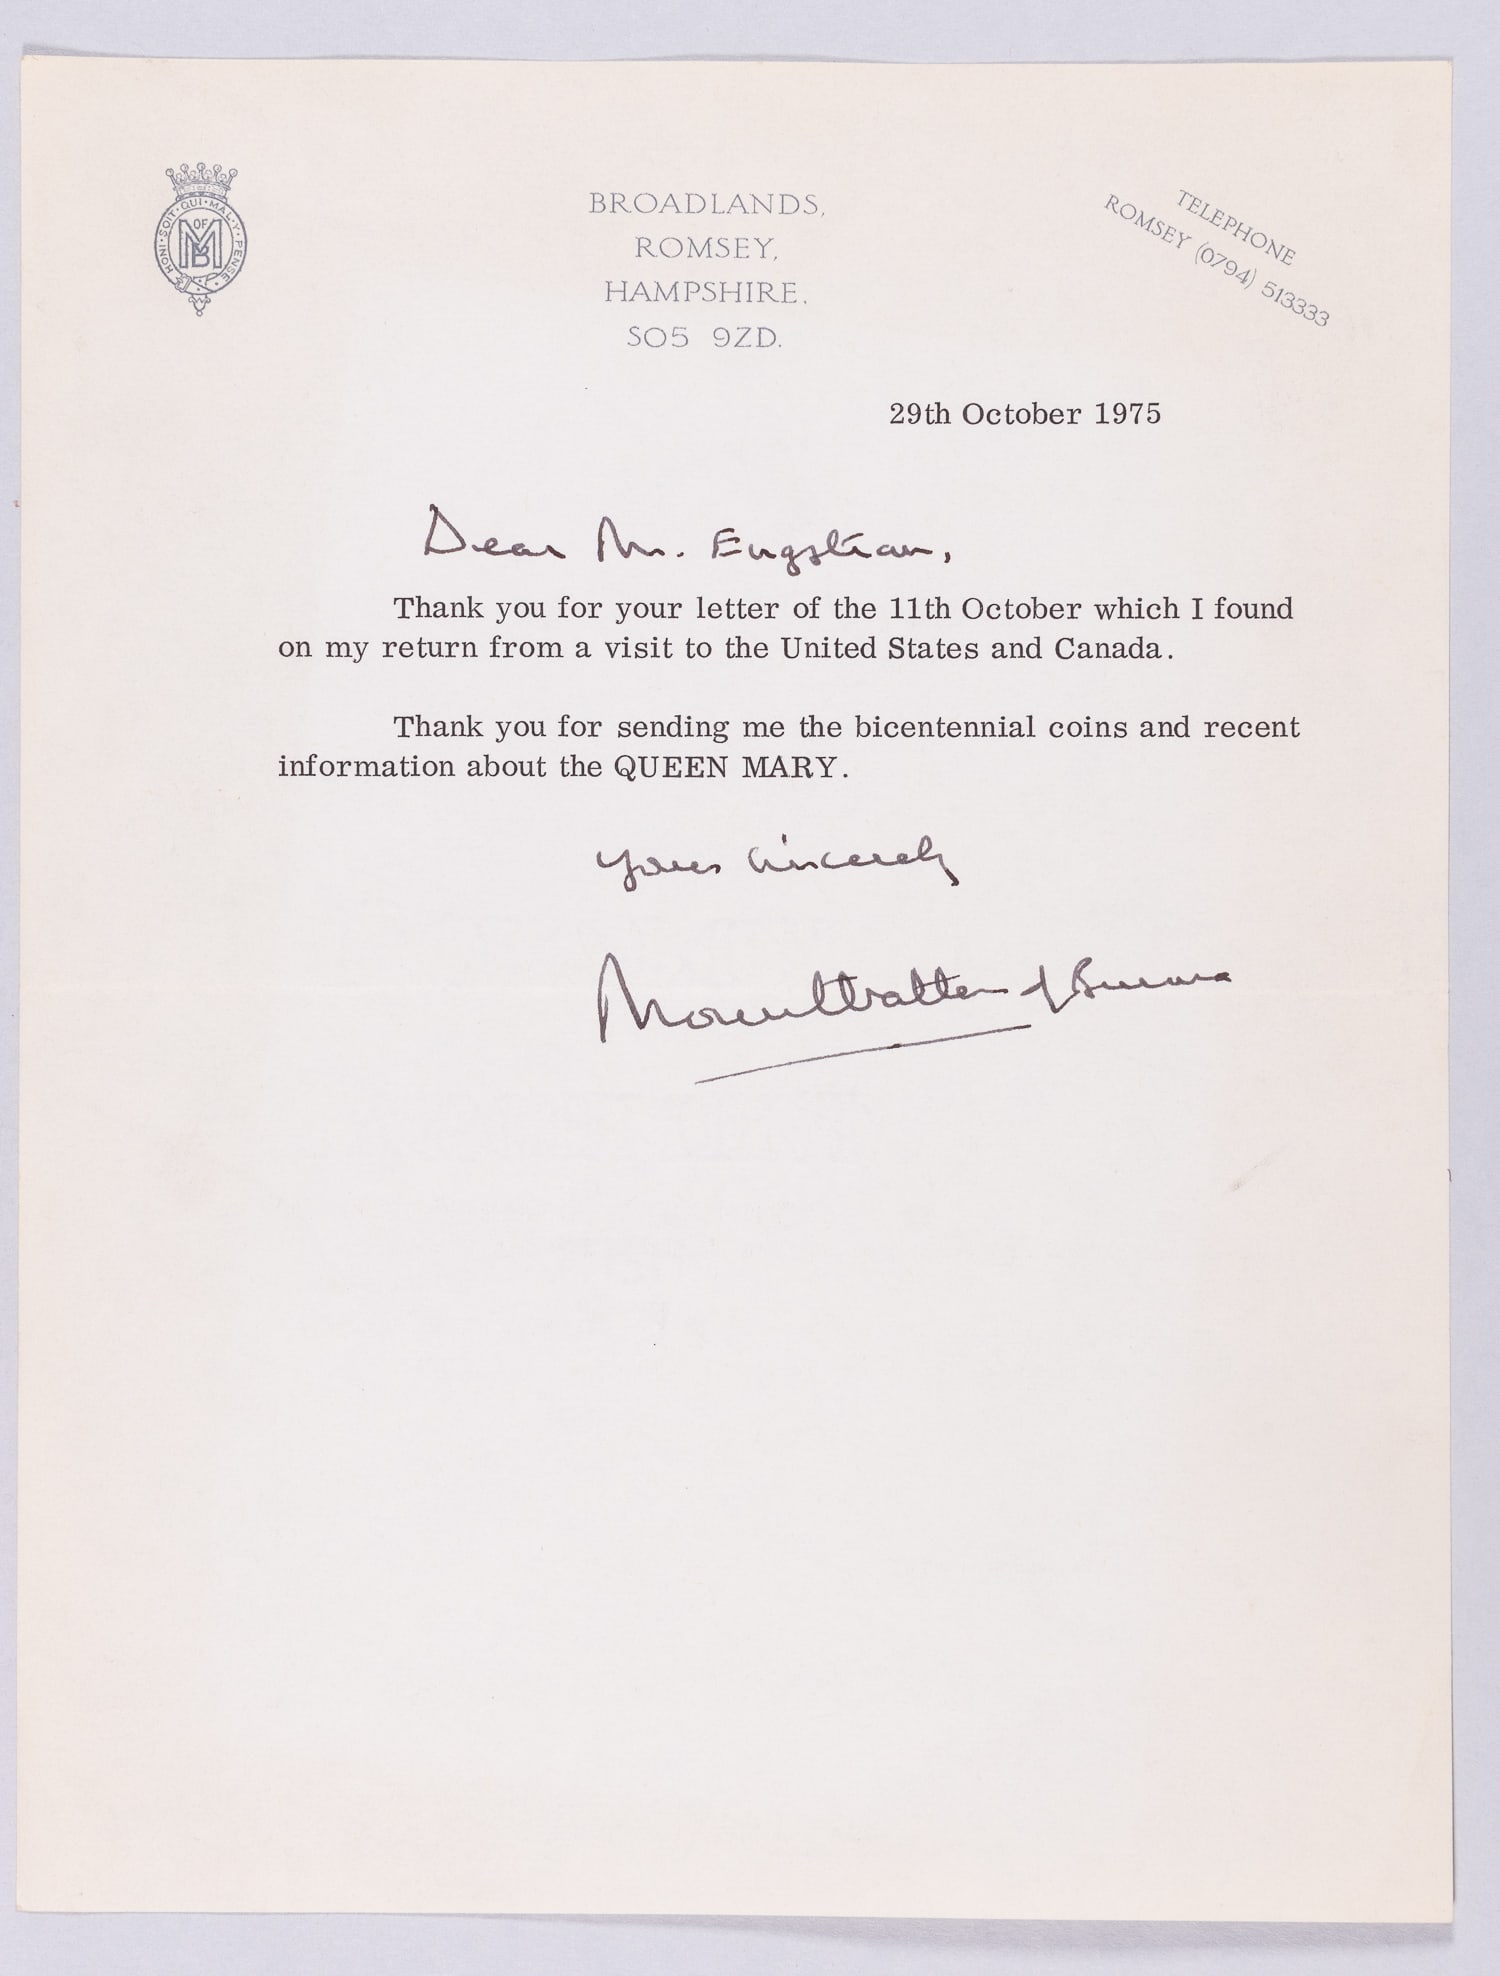 HONI·SOIT·QUI·MAL·Y·PENSE
OF
MB
BROADLANDS,
ROMSEY,
HAMPSHIRE.
SO5 9ZD.
TELEPHONE
ROMSEY (0794) 513333
29th October 1975
Dear Mr. Engstran,
Thank you for your letter of the 11th October which I found
on my return from a visit to the United States and Canada.
Thank you for sending me the bicentennial coins and recent
information about the QUEEN MARY.
Yours sincerely
Mountbatten of Burma